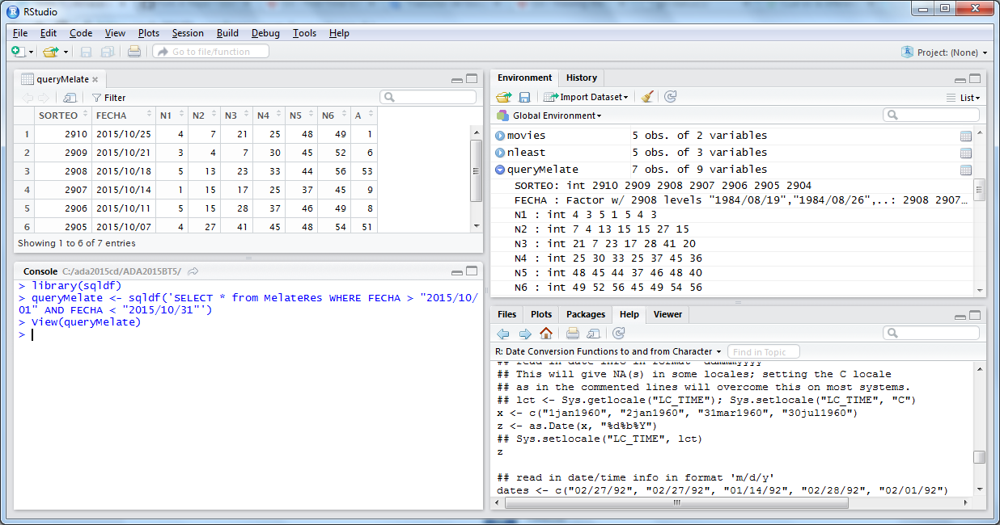 RStudio
File Edit Code View Plots Session Build Debug Tools Help
Go to file/function
Project: (None)
queryMelate
Filter
SORTEO FECHA N1 N2 N3 N4 N5 N6 A
1 2910 2015/10/25 4 7 21 25 48 49 1
2 2909 2015/10/21 3 4 7 30 45 52 6
3 2908 2015/10/18 5 13 23 33 44 56 53
4 2907 2015/10/14 1 15 17 25 37 45 9
5 2906 2015/10/11 5 15 28 37 46 49 8
6 2905 2015/10/07 4 27 41 45 48 54 51
Showing 1 to 6 of 7 entries
Console C:/ada2015cd/ADA2015BT5/
> library(sqldf)
> queryMelate <- sqldf('SELECT * from MelateRes WHERE FECHA > "2015/10/
01" AND FECHA < "2015/10/31"')
> View(queryMelate)
>
Environment History
Import Dataset
List
Global Environment
movies 5 obs. of 2 variables
nleast 5 obs. of 3 variables
queryMelate 7 obs. of 9 variables
SORTEO: int 2910 2909 2908 2907 2906 2905 2904
FECHA : Factor w/ 2908 levels "1984/08/19","1984/08/26",..: 2908 2907...
N1 : int 4 3 5 1 5 4 3
N2 : int 7 4 13 15 15 27 15
N3 : int 21 7 23 17 28 41 20
N4 : int 25 30 33 25 37 45 36
N5 : int 48 45 44 37 46 48 40
N6 : int 49 52 56 45 49 54 56
Files Plots Packages Help Viewer
R: Date Conversion Functions to and from Character
Find in Topic
## read in date info in format 'ddmmmyyyy'
## This will give NA(s) in some locales; setting the C locale
## as in the commented lines will overcome this on most systems.
## lct <- Sys.getlocale("LC_TIME"); Sys.setlocale("LC_TIME", "C")
x <- c("1jan1960", "2jan1960", "31mar1960", "30jul1960")
z <- as.Date(x, "%d%b%Y")
## Sys.setlocale("LC_TIME", lct)
z
## read in date/time info in format 'm/d/y'
dates <- c("02/27/92", "02/27/92", "01/14/92", "02/28/92", "02/01/92")